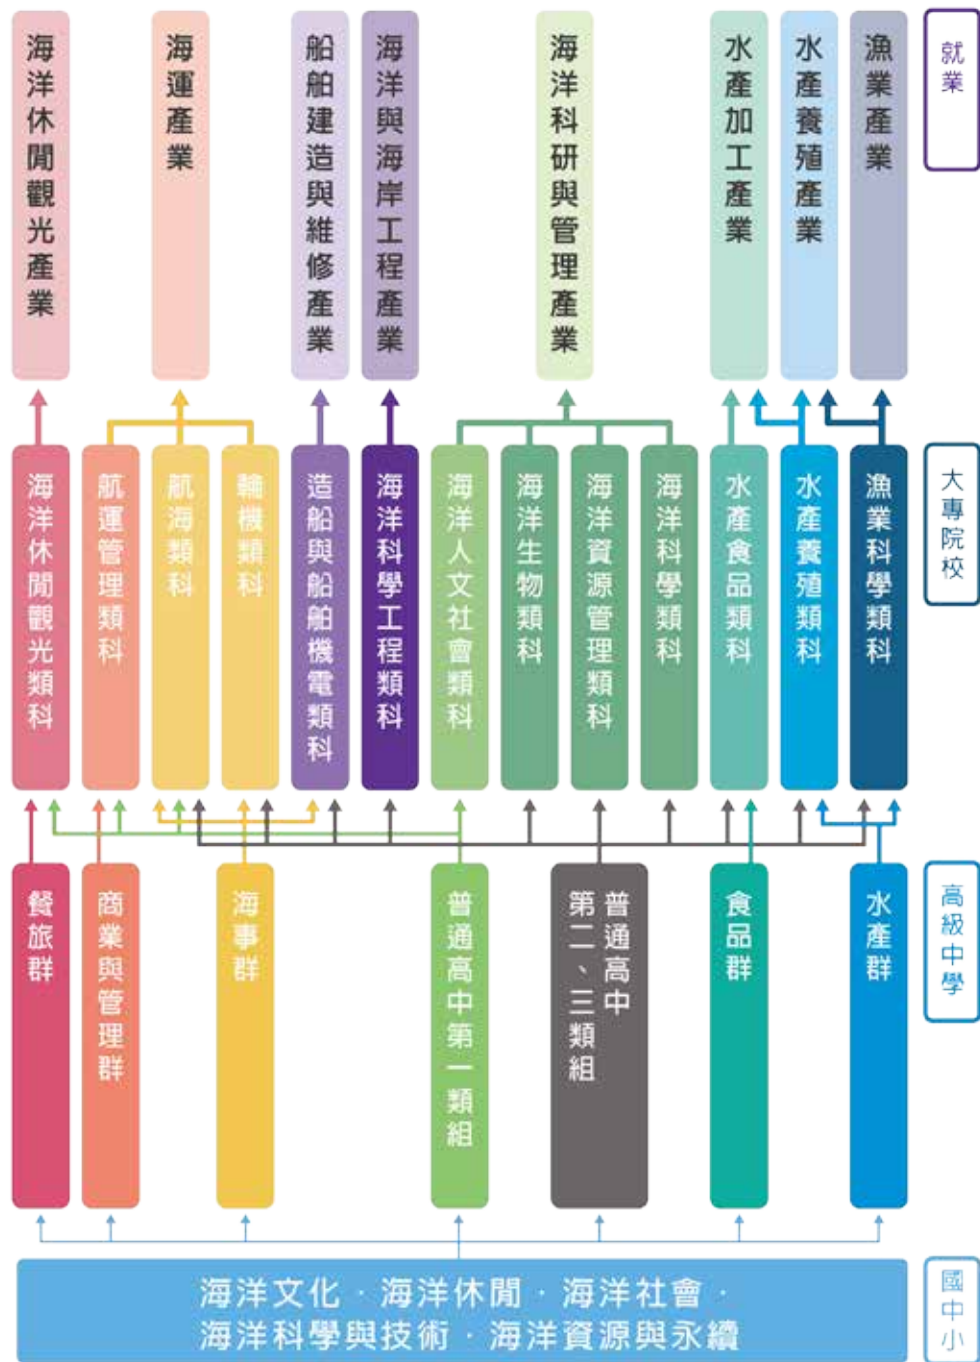 海洋休閒觀光產業
海運產業
船舶建造與維修產業
海洋與海岸工程產業
海洋科研與管理產業
水產加工產業
水產養殖產業
漁業產業
就業
海洋休閒觀光類科
航運管理類科
航海類科
輪機類科
造船與船舶機電類科
海洋科學工程類科
海洋人文社會類科
海洋生物類科
海洋資源管理類科
海洋科學類科
水產食品類科
水產養殖類科
漁業科學類科
大專院校
餐旅群
商業與管理群
海事群
普通高中第一類組
普通高中
第二、三類組
食品群
水產群
高級中學
海洋文化・海洋休閒・海洋社會・
海洋科學與技術・海洋資源與永續
國中小